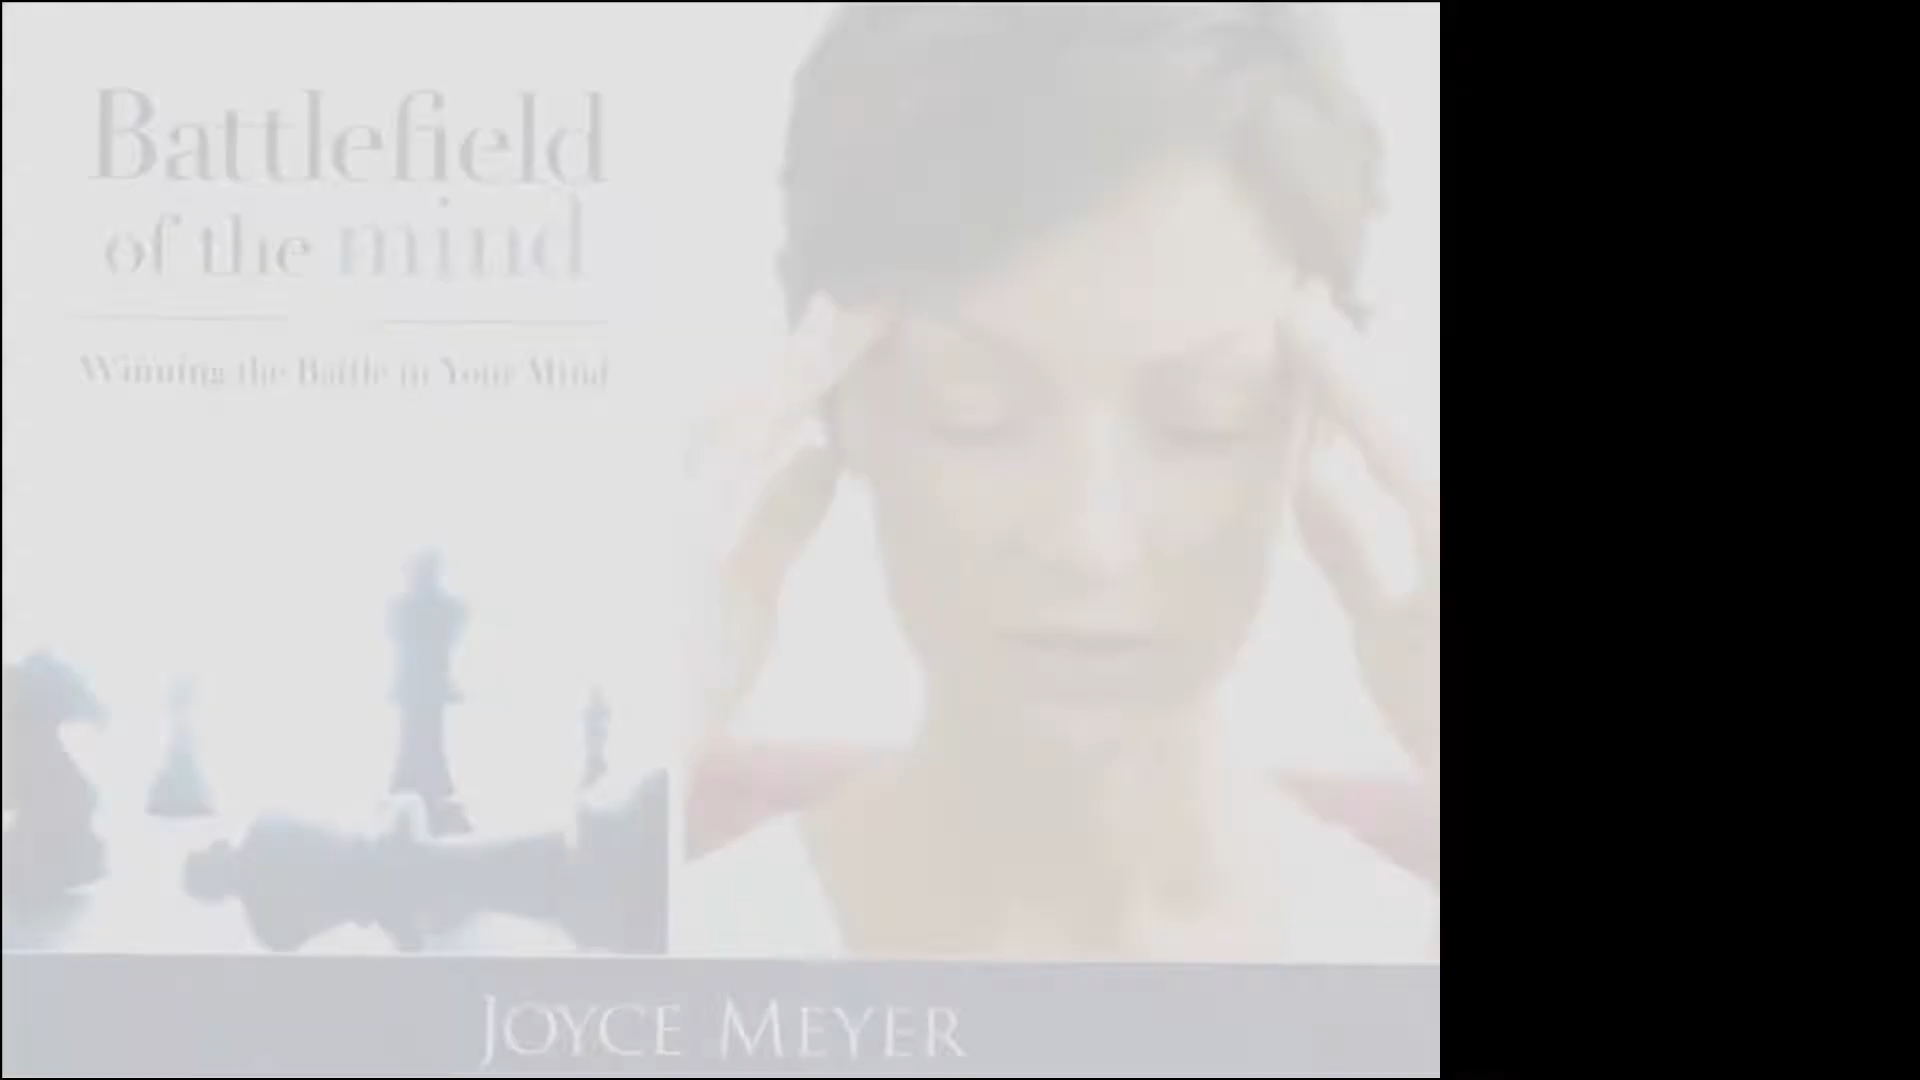 Battlefield
of the mind
Winning the Battle in Your Mind
JOYCE MEYER